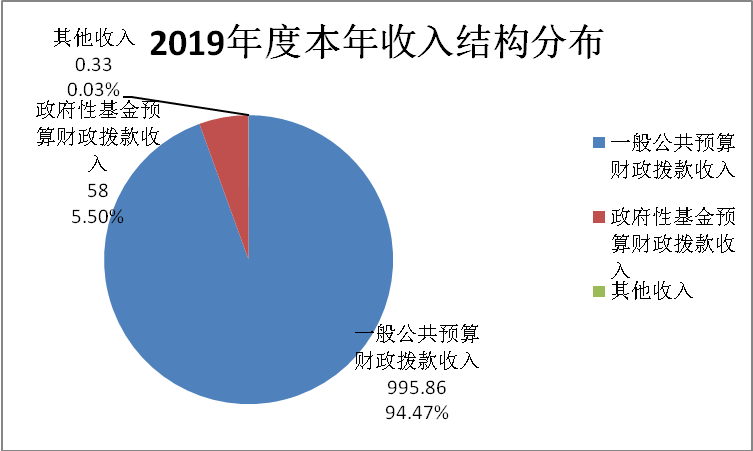 2019年度本年收入结构分布
其他收入
0.33
0.03%
政府性基金预
算财政拨款收
入
58
5.50%
一般公共预算
财政拨款收入
995.86
94.47%
一般公共预算
财政拨款收入
政府性基金预
算财政拨款收
入
其他收入